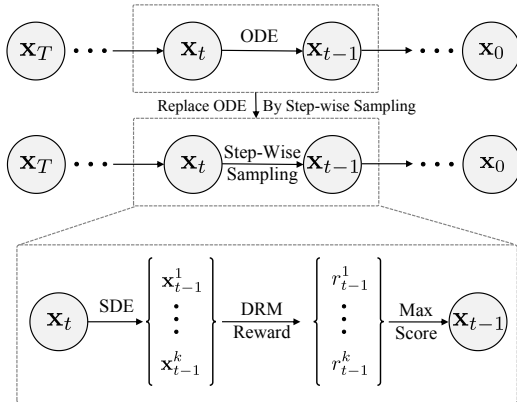 x_T ··· x_t ODE x_{t−1} ··· x_0
Replace ODE By Step-wise Sampling
x_T ··· x_t Step-Wise Sampling x_{t−1} ··· x_0
x_t SDE { x_{t−1}^1 ⋮ x_{t−1}^k } DRM Reward { r_{t−1}^1 ⋮ r_{t−1}^k } Max Score x_{t−1}